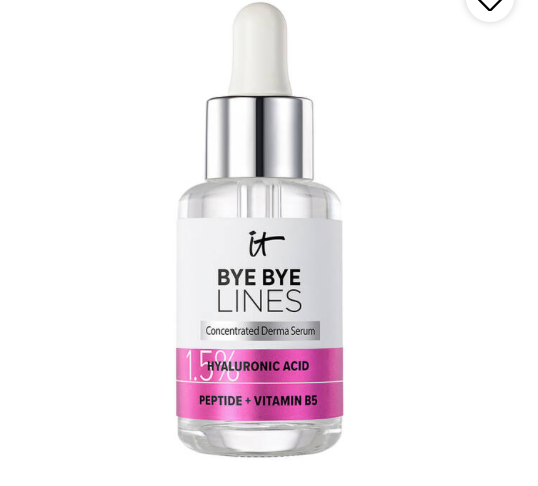 it
BYE BYE
LINES
Concentrated Derma Serum
1.5% HYALURONIC ACID
PEPTIDE + VITAMIN B5